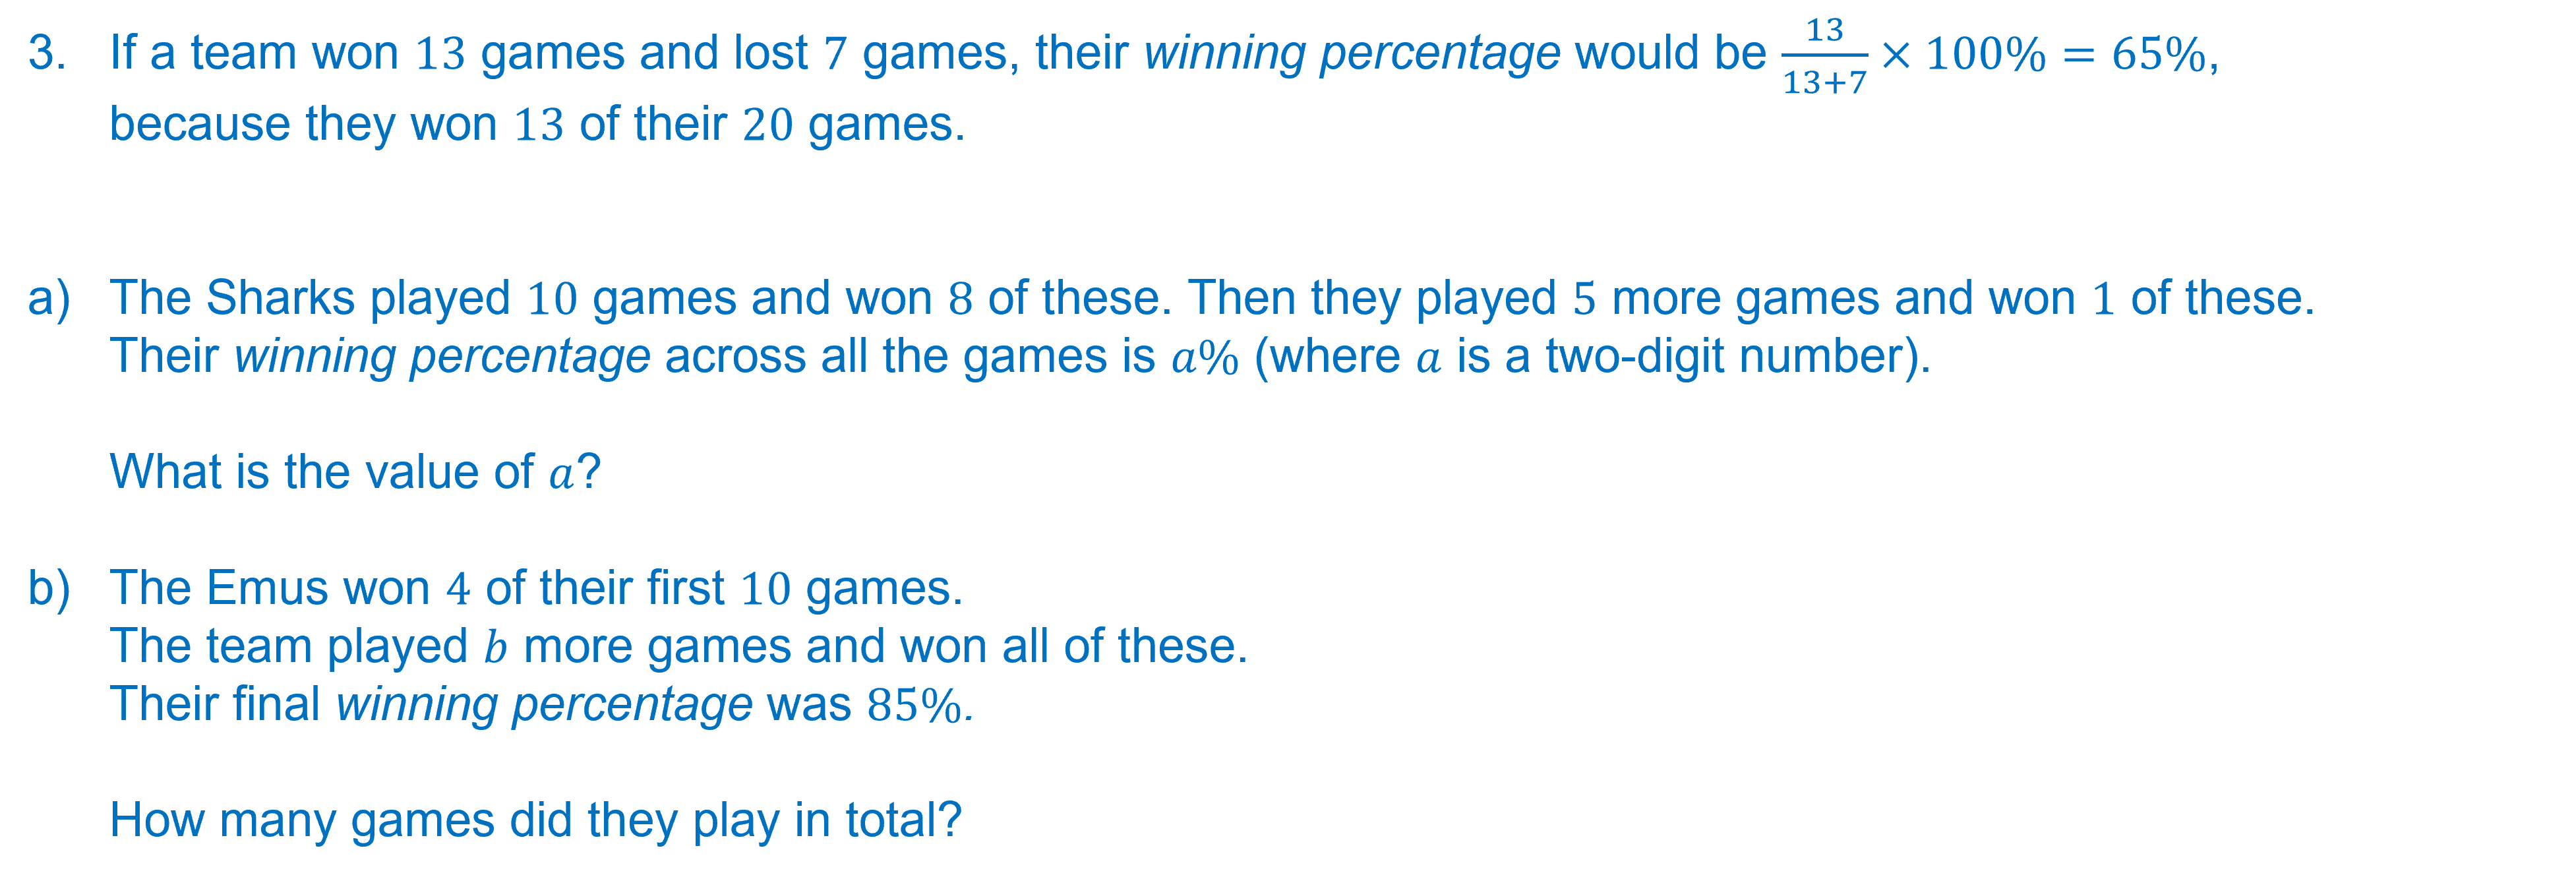 3. If a team won 13 games and lost 7 games, their winning percentage would be 13/13+7 × 100% = 65%,
because they won 13 of their 20 games.
a) The Sharks played 10 games and won 8 of these. Then they played 5 more games and won 1 of these.
Their winning percentage across all the games is a% (where a is a two-digit number).
What is the value of a?
b) The Emus won 4 of their first 10 games.
The team played b more games and won all of these.
Their final winning percentage was 85%.
How many games did they play in total?